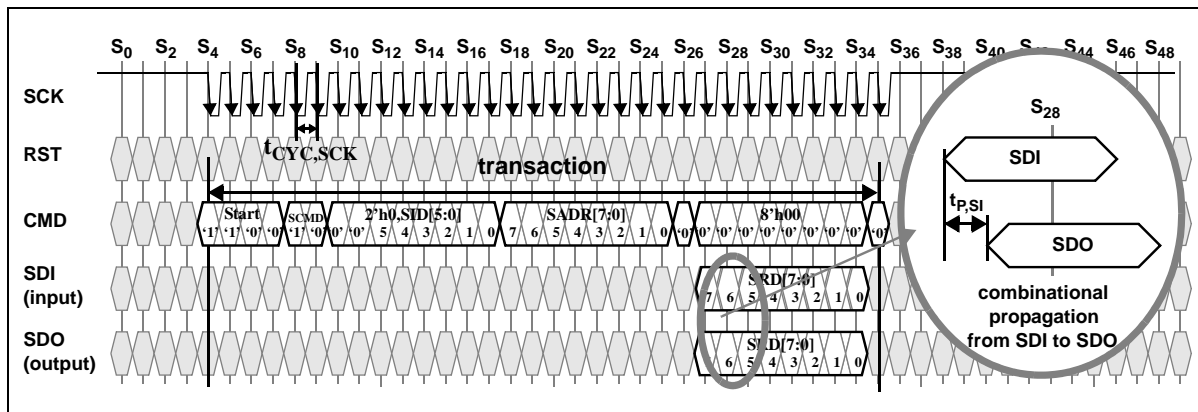 S0 S2 S4 S6 S8 S10 S12 S14 S16 S18 S20 S22 S24 S26 S28 S30 S32 S34 S36 S38 S40 S44 S46 S48
SCK
tCYC,SCK
RST
transaction
CMD
Start SCMD 2'h0,SID[5:0] SADR[7:0] 8'h00
‘1’ ‘1’ ‘0’ ‘0’ ‘1’ ‘0’ ‘0’ ‘0’ 5 4 3 2 1 0 7 6 5 4 3 2 1 0 ‘0’ ‘0’ ‘0’ ‘0’ ‘0’ ‘0’ ‘0’ ‘0’ ‘0’ ‘0’
SDI
(input)
SRD[7:0]
7 6 5 4 3 2 1 0
SDO
(output)
SRD[7:0]
6 5 4 3 2 1 0
S28
SDI
tP,SI
SDO
combinational
propagation
from SDI to SDO